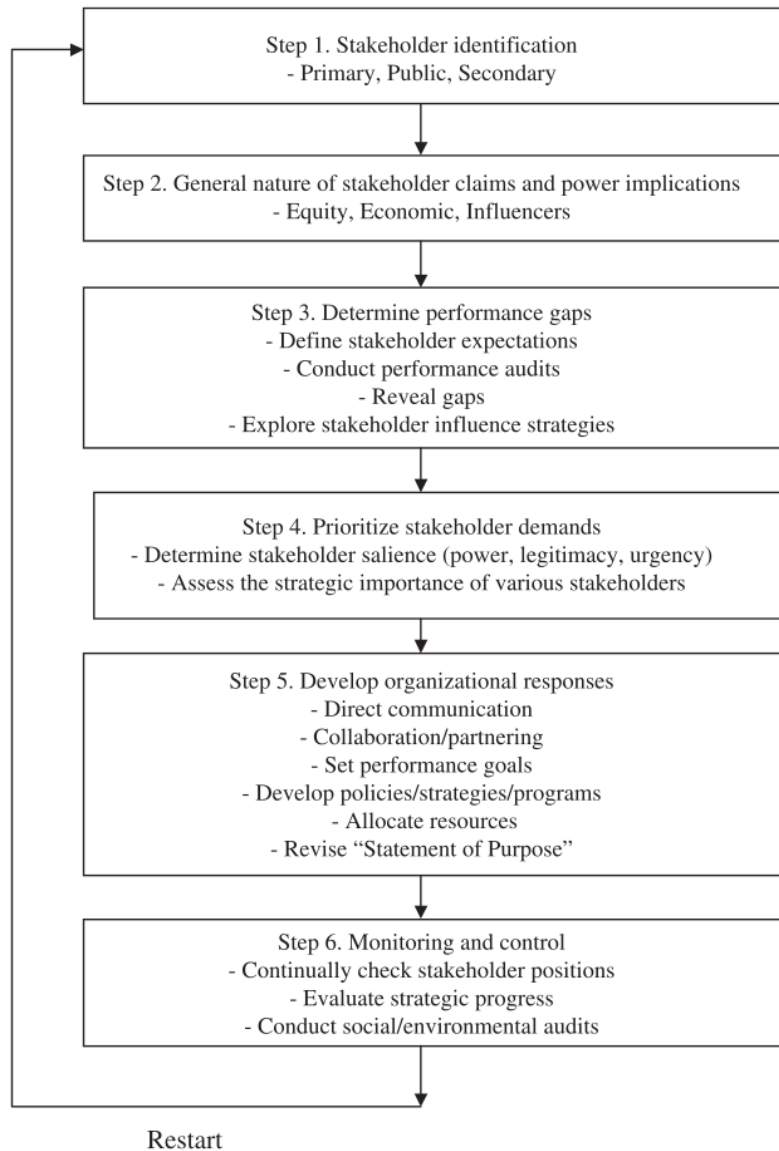 Step 1. Stakeholder identification
- Primary, Public, Secondary
Step 2. General nature of stakeholder claims and power implications
- Equity, Economic, Influencers
Step 3. Determine performance gaps
- Define stakeholder expectations
- Conduct performance audits
- Reveal gaps
- Explore stakeholder influence strategies
Step 4. Prioritize stakeholder demands
- Determine stakeholder salience (power, legitimacy, urgency)
- Assess the strategic importance of various stakeholders
Step 5. Develop organizational responses
- Direct communication
- Collaboration/partnering
- Set performance goals
- Develop policies/strategies/programs
- Allocate resources
- Revise “Statement of Purpose”
Step 6. Monitoring and control
- Continually check stakeholder positions
- Evaluate strategic progress
- Conduct social/environmental audits
Restart